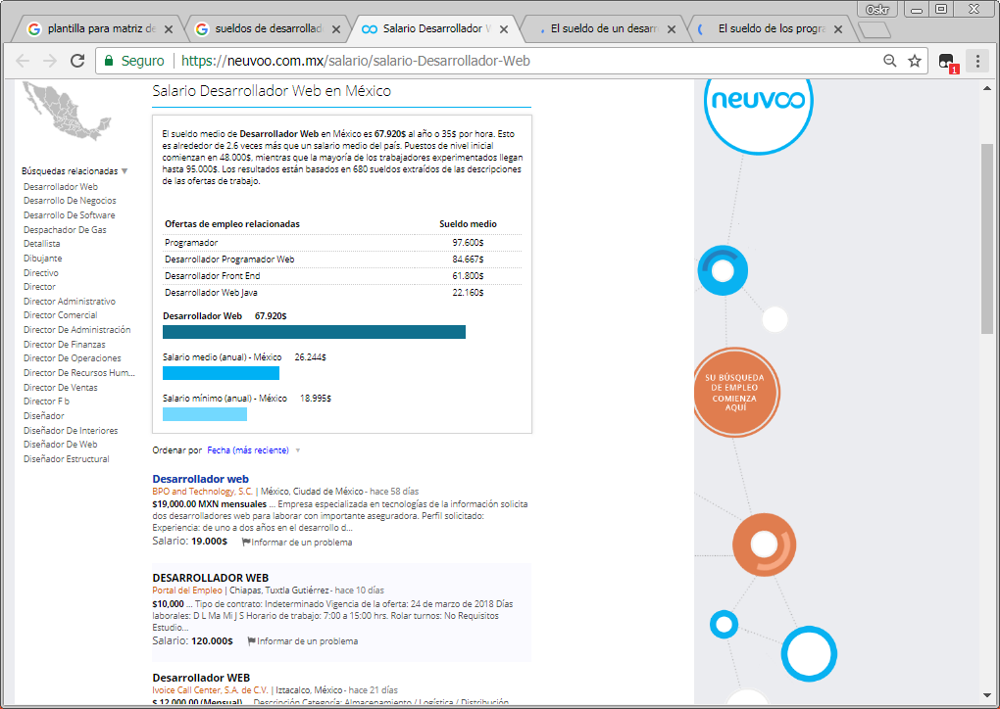 Oskr
plantilla para matriz de
sueldos de desarrollad
Salario Desarrollador W
El sueldo de un desarr
El sueldo de los progra
Seguro
https://neuvoo.com.mx/salario/salario-Desarrollador-Web
1
Salario Desarrollador Web en México
neuvoo
El sueldo medio de Desarrollador Web en México es 67.920$ al año o 35$ por hora. Esto
es alrededor de 2.6 veces más que un salario medio del país. Puestos de nivel inicial
comienzan en 48.000$, mientras que la mayoría de los trabajadores experimentados llegan
hasta 95.000$. Los resultados están basados en 680 sueldos extraídos de las descripciones
de las ofertas de trabajo.
Búsquedas relacionadas
Desarrollador Web
Desarrollo De Negocios
Desarrollo De Software
Despachador De Gas
Detallista
Dibujante
Directivo
Director
Director Administrativo
Director Comercial
Director De Administración
Director De Finanzas
Director De Operaciones
Director De Recursos Hum...
Director De Ventas
Director F b
Diseñador
Diseñador De Interiores
Diseñador De Web
Diseñador Estructural
Ofertas de empleo relacionadas Sueldo medio
Programador 97.600$
Desarrollador Programador Web 84.667$
Desarrollador Front End 61.800$
Desarrollador Web Java 22.160$
Desarrollador Web 67.920$
Salario medio (anual) - México 26.244$
Salario mínimo (anual) - México 18.995$
SU BÚSQUEDA
DE EMPLEO
COMIENZA
AQUÍ
Ordenar por Fecha (más reciente)
Desarrollador web
BPO and Technology, S.C. | México, Ciudad de México - hace 58 días
$19,000.00 MXN mensuales ... Empresa especializada en tecnologías de la información solicita
dos desarrolladores web para laborar con importante aseguradora. Perfil solicitado:
Experiencia: de uno a dos años en el desarrollo d...
Salario: 19.000$ Informar de un problema
DESARROLLADOR WEB
Portal del Empleo | Chiapas, Tuxtla Gutiérrez - hace 10 días
$10,000 ... Tipo de contrato: Indeterminado Vigencia de la oferta: 24 de marzo de 2018 Días
laborales: D L Ma Mi J S Horario de trabajo: 7:00 a 15:00 hrs. Rolar turnos: No Requisitos
Estudio...
Salario: 120.000$ Informar de un problema
Desarrollador WEB
Ivoice Call Center, S.A. de C.V. | Iztacalco, México - hace 21 días
$ 12,000.00 (Mensual) ... Descripción Categoría: Almacenamiento / Logística / Distribución